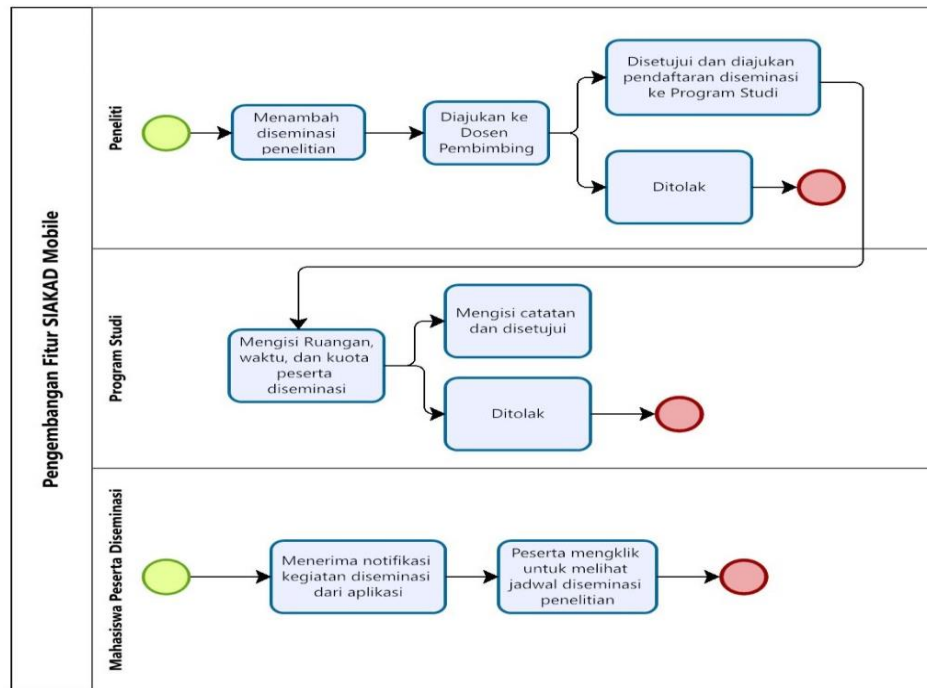 Pengembangan Fitur SIAKAD Mobile
Peneliti
Menambah
diseminasi
penelitian
Diajukan ke
Dosen
Pembimbing
Disetujui dan diajukan
pendaftaran diseminasi
ke Program Studi
Ditolak
Program Studi
Mengisi Ruangan,
waktu, dan kuota
peserta
diseminasi
Mengisi catatan
dan disetujui
Ditolak
Mahasiswa Peserta Diseminasi
Menerima notifikasi
kegiatan diseminasi
dari aplikasi
Peserta mengklik
untuk melihat
jadwal diseminasi
penelitian